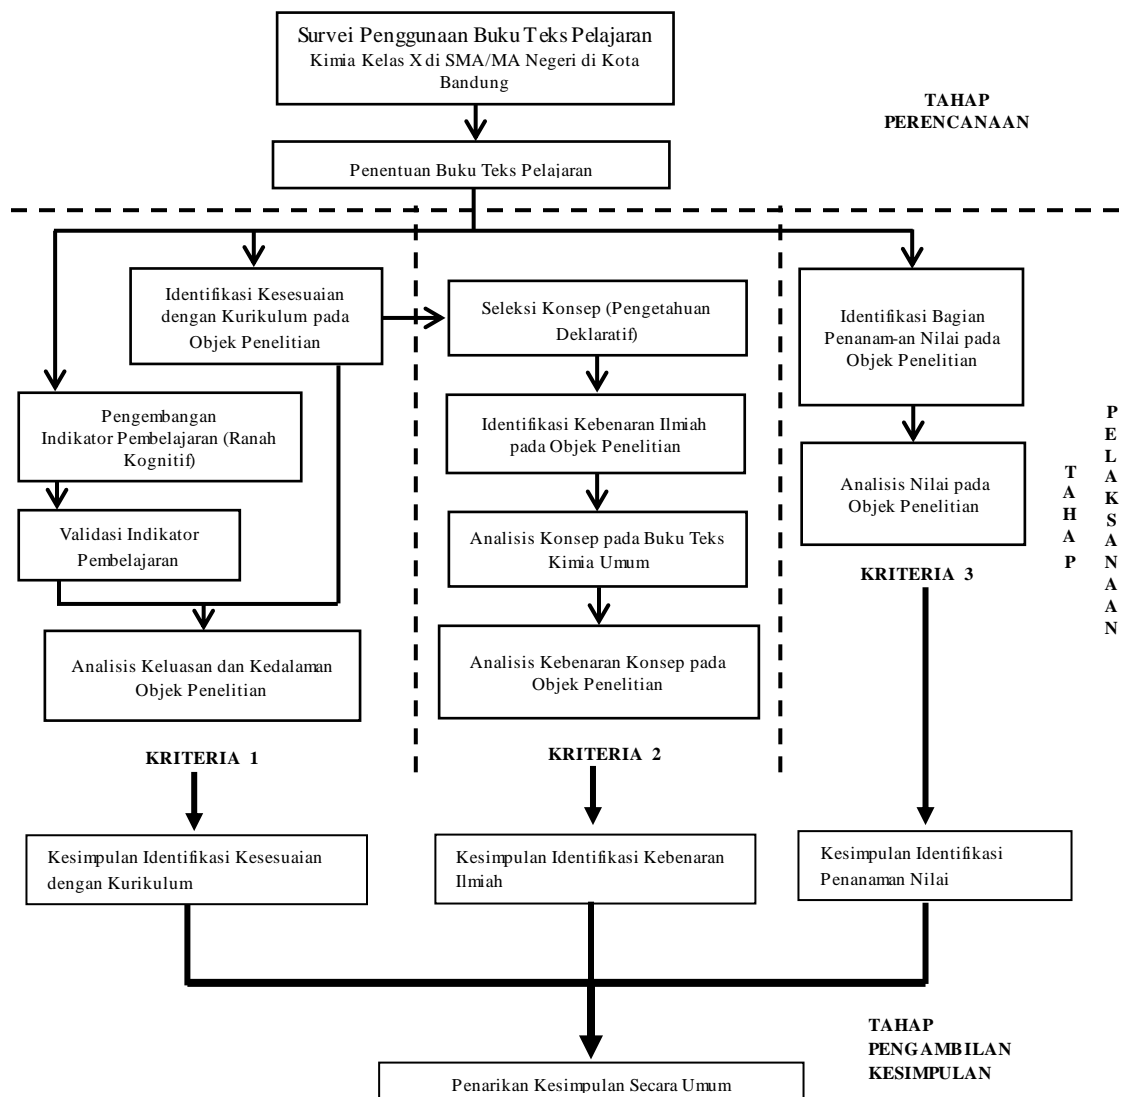 Survei Penggunaan Buku Teks Pelajaran
Kimia Kelas X di SMA/MA Negeri di Kota
Bandung
TAHAP
PERENCANAAN
Penentuan Buku Teks Pelajaran
Identifikasi Kesesuaian
dengan Kurikulum pada
Objek Penelitian
Seleksi Konsep (Pengetahuan
Deklaratif)
Identifikasi Bagian
Penanam-an Nilai pada
Objek Penelitian
Pengembangan
Indikator Pembelajaran (Ranah
Kognitif)
Identifikasi Kebenaran Ilmiah
pada Objek Penelitian
Analisis Nilai pada
Objek Penelitian
TAHAP
PELAKSANAAN
Validasi Indikator
Pembelajaran
Analisis Konsep pada Buku Teks
Kimia Umum
KRITERIA 3
Analisis Keluasan dan Kedalaman
Objek Penelitian
Analisis Kebenaran Konsep pada
Objek Penelitian
KRITERIA 1
KRITERIA 2
Kesimpulan Identifikasi Kesesuaian
dengan Kurikulum
Kesimpulan Identifikasi Kebenaran
Ilmiah
Kesimpulan Identifikasi
Penanaman Nilai
TAHAP
PENGAMBILAN
KESIMPULAN
Penarikan Kesimpulan Secara Umum